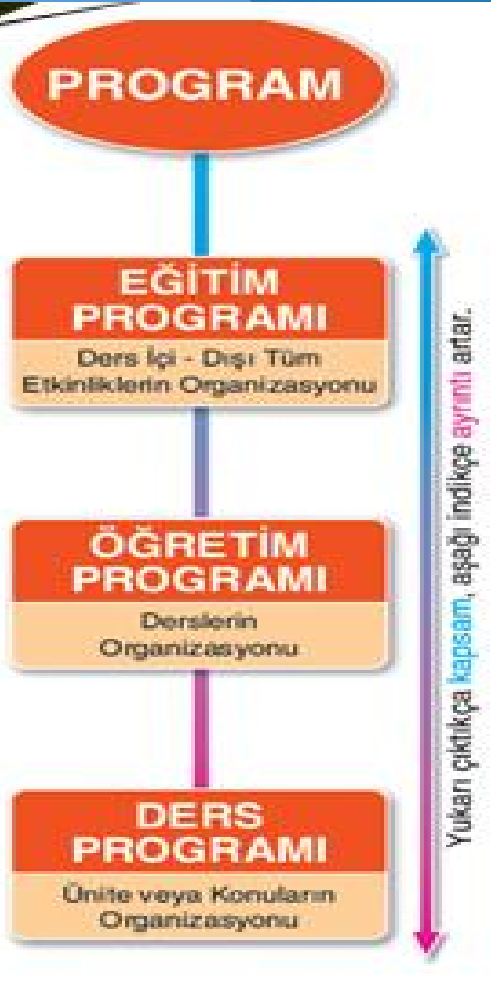 PROGRAM
EĞİTİM
PROGRAMI
Ders İçi - Dışı Tüm
Etkinliklerin Organizasyonu
ÖĞRETİM
PROGRAMI
Derslerin
Organizasyonu
DERS
PROGRAMI
Ünite veya Konuların
Organizasyonu
Yukarı çıktıkça kapsam, aşağı indikçe ayrıntı artar.